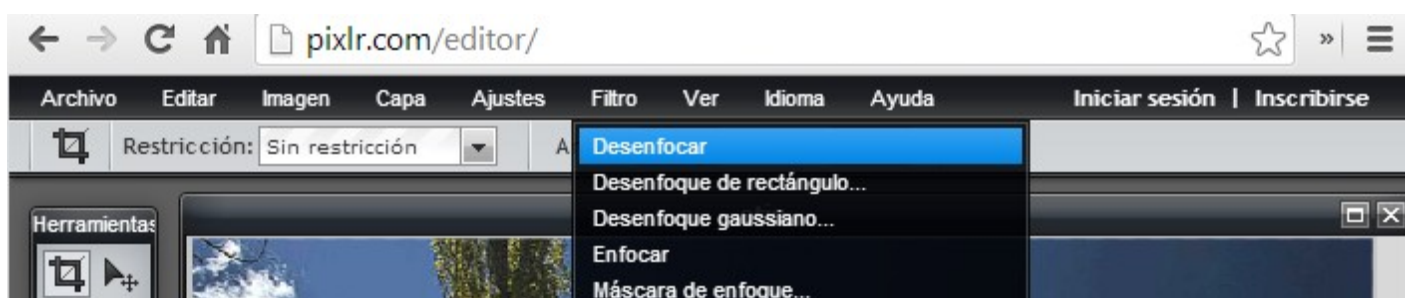 pixlr.com/editor/
Archivo Editar Imagen Capa Ajustes Filtro Ver Idioma Ayuda Iniciar sesión | Inscribirse
Restricción: Sin restricción
Desenfocar
Desenfoque de rectángulo...
Desenfoque gaussiano...
Herramientas
Enfocar
Máscara de enfoque...